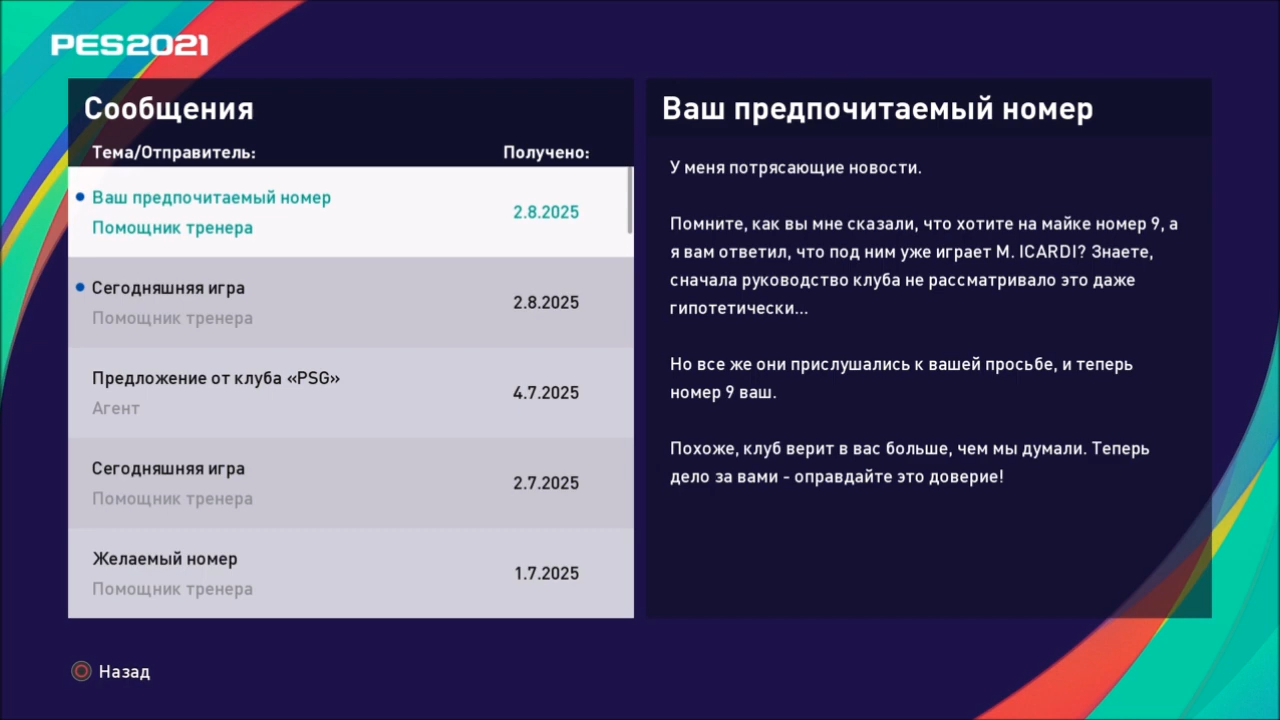 PES2021
Сообщения
Тема/Отправитель: Получено:
Ваш предпочитаемый номер
Помощник тренера
2.8.2025
Сегодняшняя игра
Помощник тренера
2.8.2025
Предложение от клуба «PSG»
Агент
4.7.2025
Сегодняшняя игра
Помощник тренера
2.7.2025
Желаемый номер
Помощник тренера
1.7.2025
Ваш предпочитаемый номер
У меня потрясающие новости.
Помните, как вы мне сказали, что хотите на майке номер 9, а
я вам ответил, что под ним уже играет M. ICARDI? Знаете,
сначала руководство клуба не рассматривало это даже
гипотетически...
Но все же они прислушались к вашей просьбе, и теперь
номер 9 ваш.
Похоже, клуб верит в вас больше, чем мы думали. Теперь
дело за вами - оправдайте это доверие!
Назад